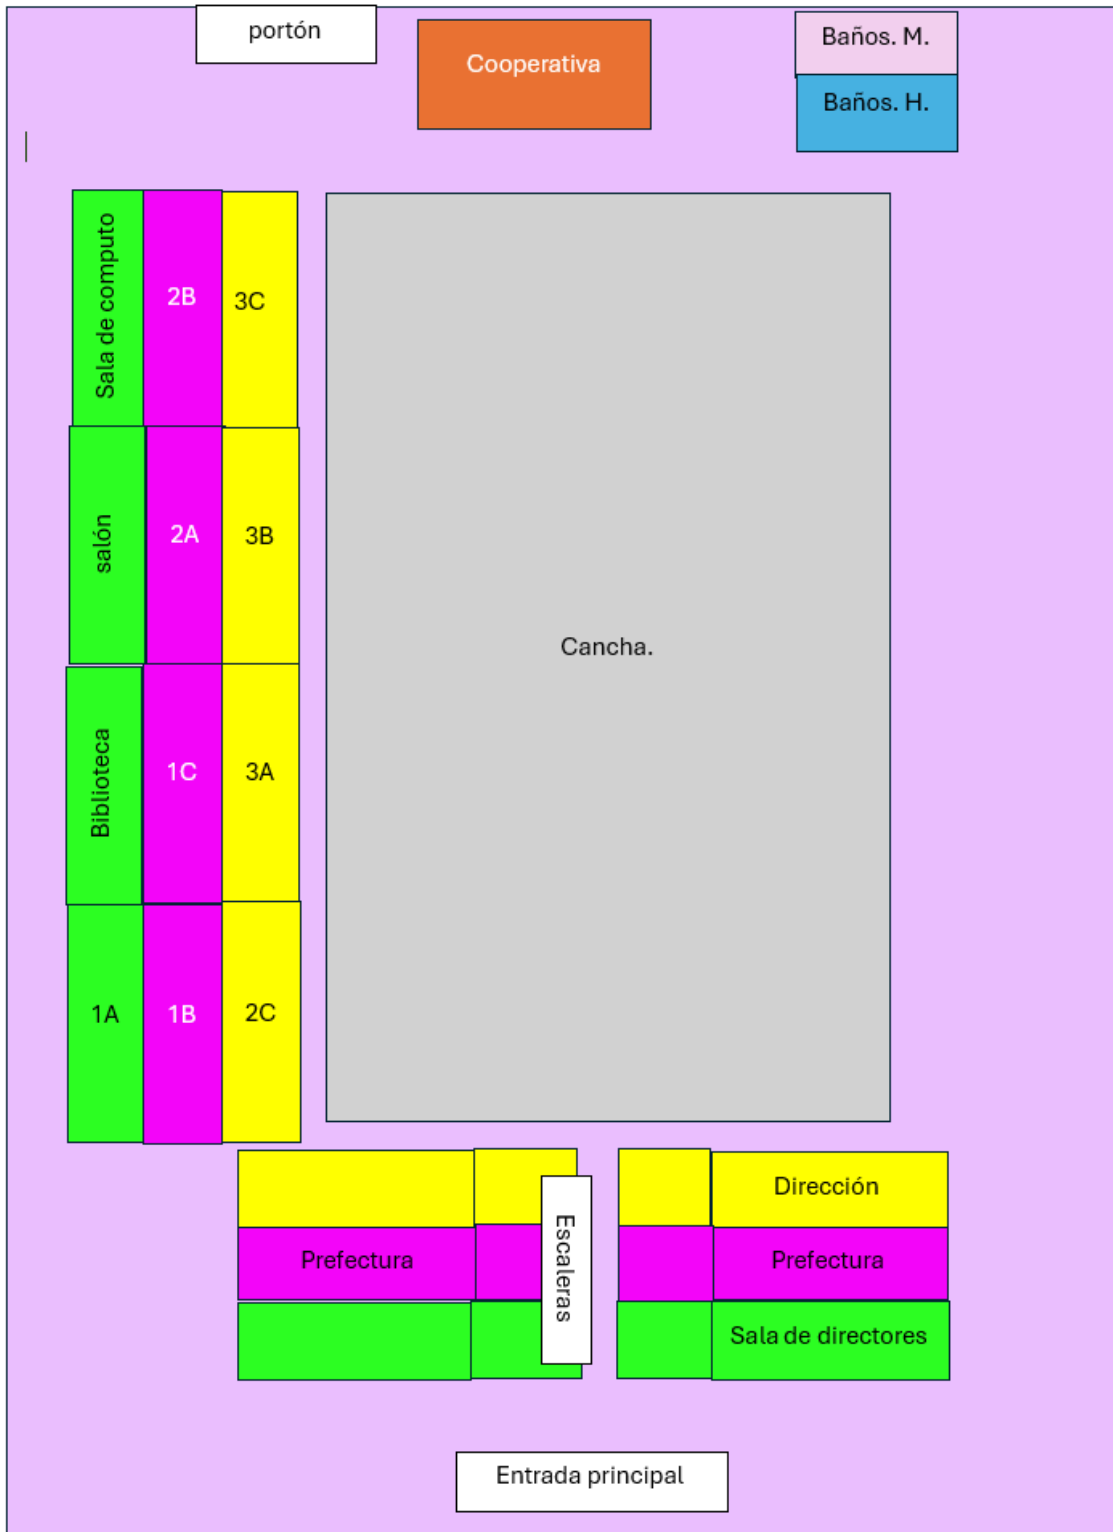 portón
Cooperativa
Baños. M.
Baños. H.
Sala de computo
2B
3C
salón
2A
3B
Cancha.
Biblioteca
1C
3A
1A
1B
2C
Dirección
Prefectura
Escaleras
Prefectura
Sala de directores
Entrada principal